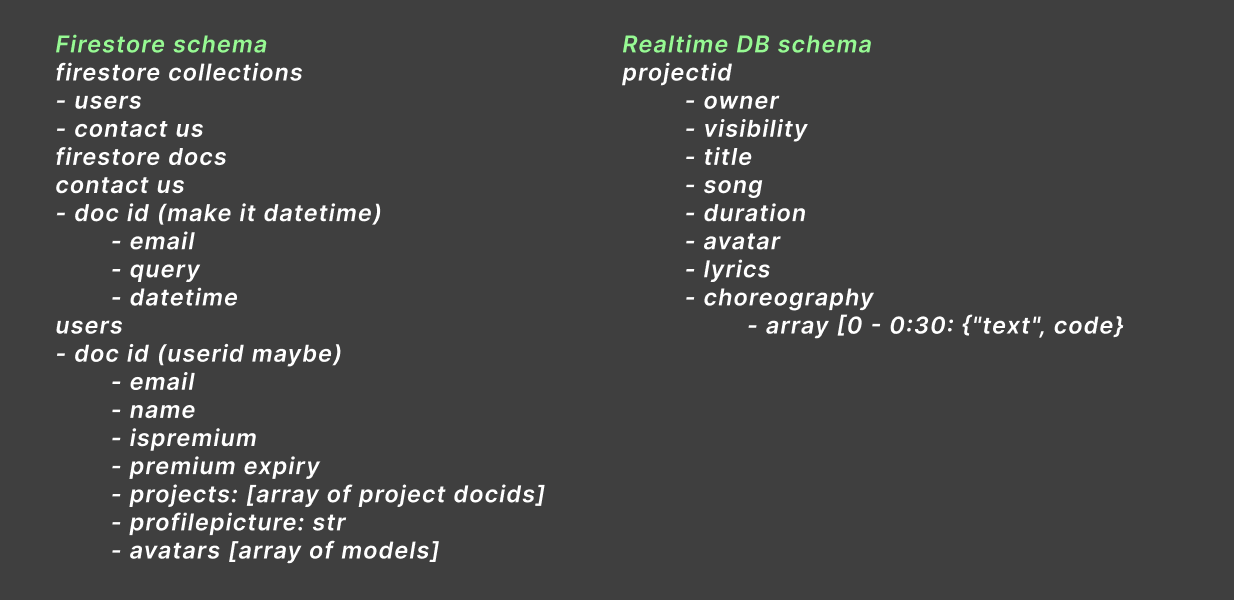 Firestore schema
firestore collections
- users
- contact us
firestore docs
contact us
- doc id (make it datetime)
- email
- query
- datetime
users
- doc id (userid maybe)
- email
- name
- ispremium
- premium expiry
- projects: [array of project docids]
- profilepicture: str
- avatars [array of models]
Realtime DB schema
projectid
- owner
- visibility
- title
- song
- duration
- avatar
- lyrics
- choreography
- array [0 - 0:30: {"text", code}